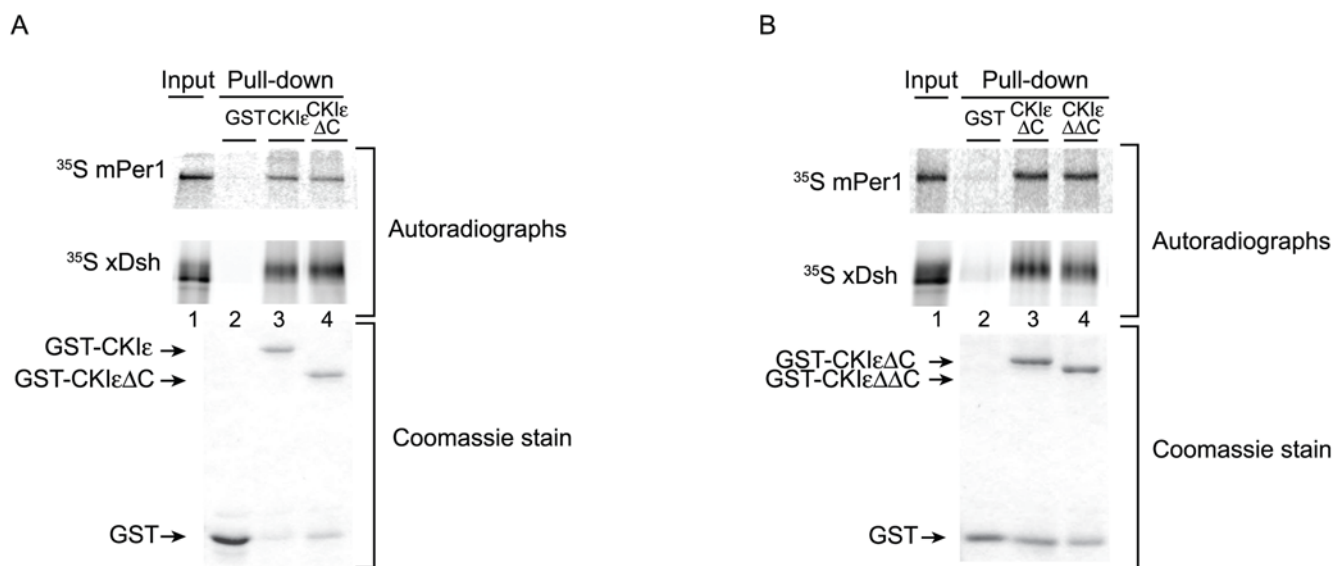 A
Input Pull-down
GST CKIε CKIε
ΔC
³⁵S mPer1
Autoradiographs
³⁵S xDsh
1 2 3 4
GST-CKIε
GST-CKIεΔC
Coomassie stain
GST
B
Input Pull-down
GST CKIε CKIε
ΔC ΔΔC
³⁵S mPer1
Autoradiographs
³⁵S xDsh
1 2 3 4
GST-CKIεΔC
GST-CKIεΔΔC
Coomassie stain
GST